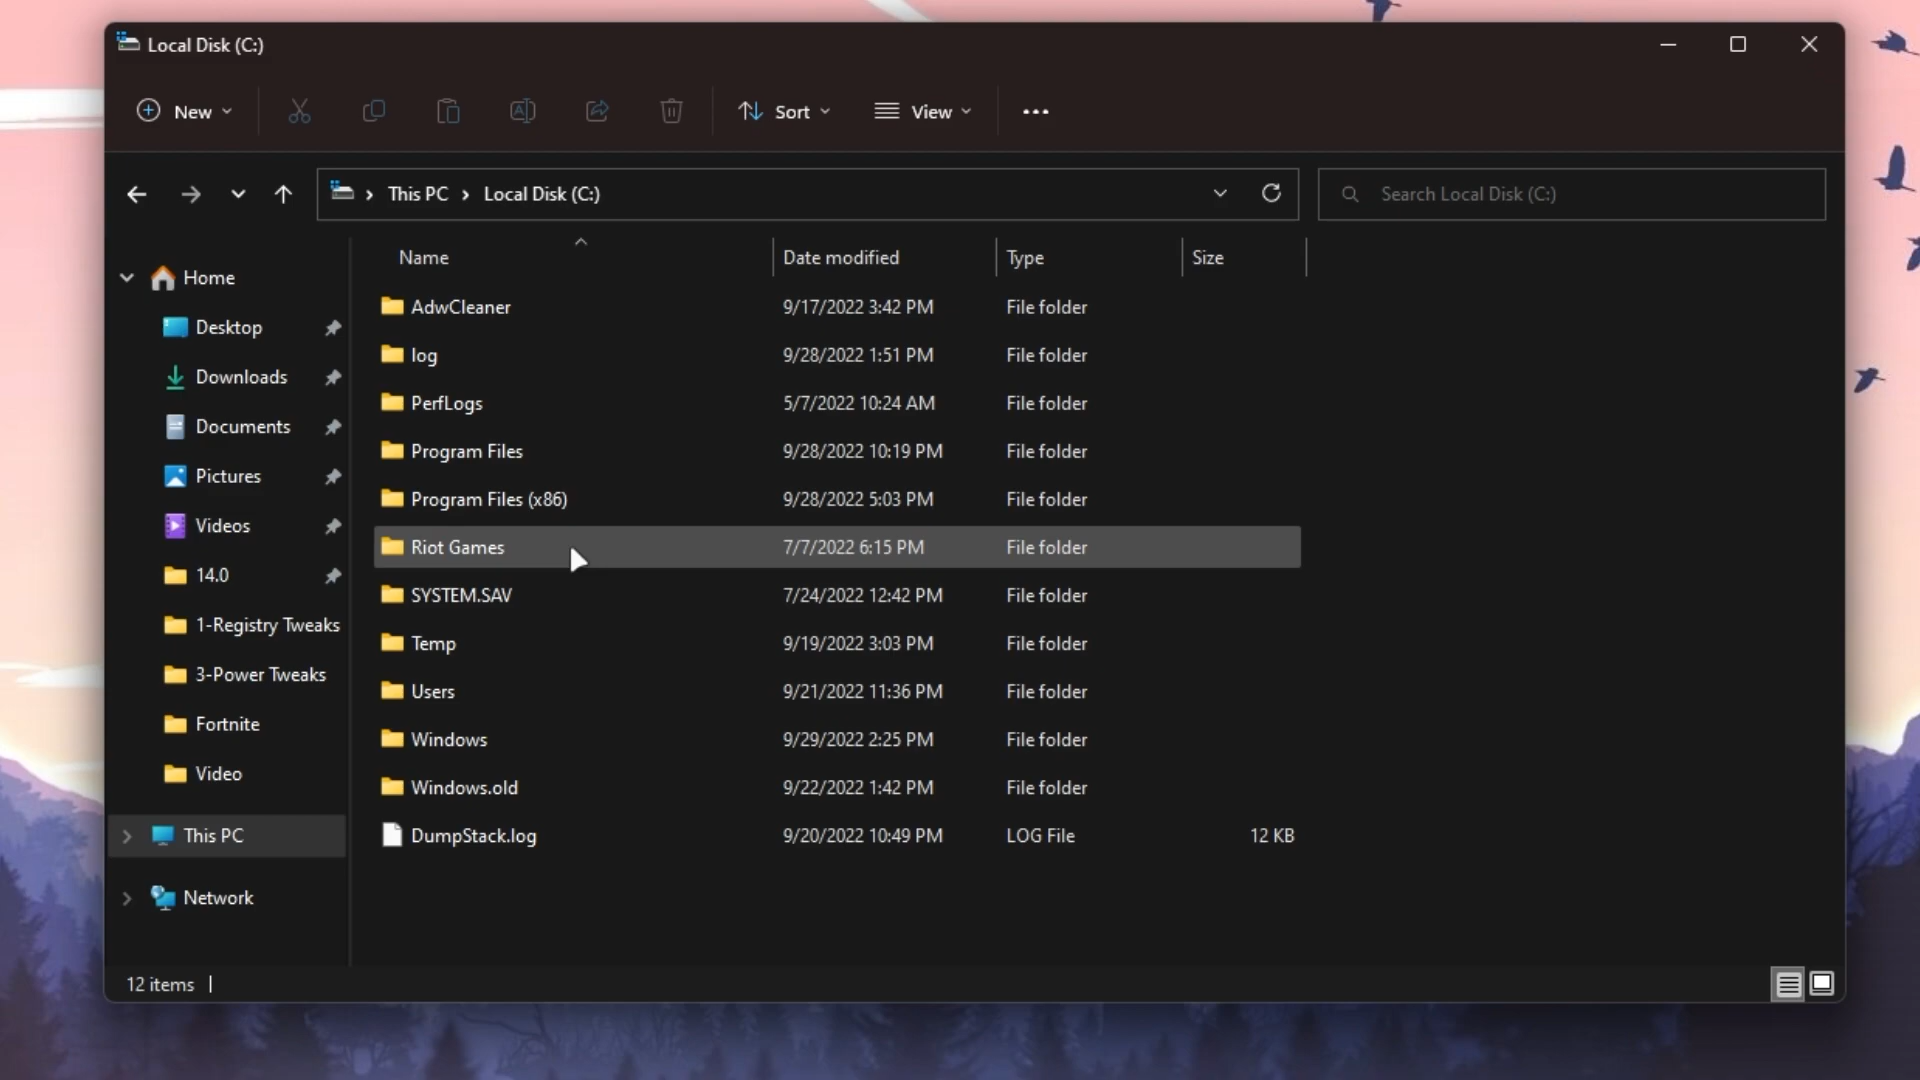 Local Disk (C:)
New Sort View
This PC > Local Disk (C:) Search Local Disk (C:)
Name Date modified Type Size
Home
Desktop
Downloads
Documents
Pictures
Videos
14.0
1-Registry Tweaks
3-Power Tweaks
Fortnite
Video
This PC
Network
AdwCleaner 9/17/2022 3:42 PM File folder
log 9/28/2022 1:51 PM File folder
PerfLogs 5/7/2022 10:24 AM File folder
Program Files 9/28/2022 10:19 PM File folder
Program Files (x86) 9/28/2022 5:03 PM File folder
Riot Games 7/7/2022 6:15 PM File folder
SYSTEM.SAV 7/24/2022 12:42 PM File folder
Temp 9/19/2022 3:03 PM File folder
Users 9/21/2022 11:36 PM File folder
Windows 9/29/2022 2:25 PM File folder
Windows.old 9/22/2022 1:42 PM File folder
DumpStack.log 9/20/2022 10:49 PM LOG File 12 KB
12 items